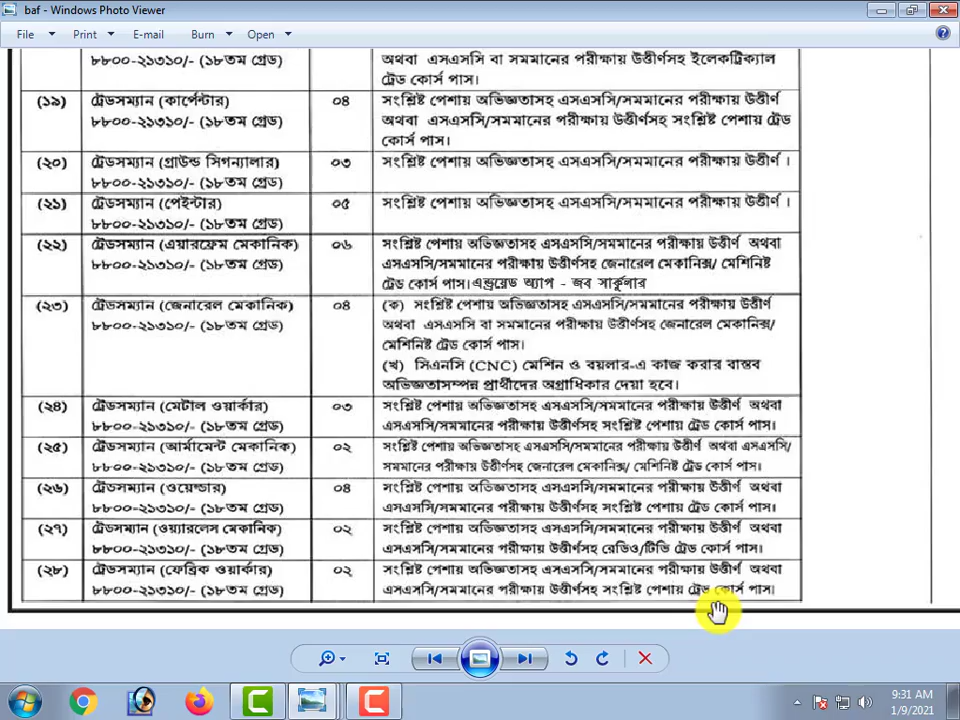 baf - Windows Photo Viewer
File Print E-mail Burn Open
৮৮০০-২১৩১০/- (১৮তম গ্রেড) অথবা এসএসসি বা সমমানের পরীক্ষায় উত্তীর্ণসহ ইলেকট্রিক্যাল
ট্রেড কোর্স পাস।
(১৯) ট্রেডসম্যান (কার্পেন্টার) ০৪ সংশ্লিষ্ট পেশায় অভিজ্ঞতাসহ এসএসসি/সমমানের পরীক্ষায় উত্তীর্ণ
৮৮০০-২১৩১০/- (১৮তম গ্রেড) অথবা এসএসসি/সমমানের পরীক্ষায় উত্তীর্ণসহ সংশ্লিষ্ট পেশায় ট্রেড
কোর্স পাস।
(২০) ট্রেডসম্যান (গ্রাউন্ড সিগন্যালার) ০৩ সংশ্লিষ্ট পেশায় অভিজ্ঞতাসহ এসএসসি/সমমানের পরীক্ষায় উত্তীর্ণ।
৮৮০০-২১৩১০/- (১৮তম গ্রেড)
(২১) ট্রেডসম্যান (পেইন্টার) ০৫ সংশ্লিষ্ট পেশায় অভিজ্ঞতাসহ এসএসসি/সমমানের পরীক্ষায় উত্তীর্ণ।
৮৮০০-২১৩১০/- (১৮তম গ্রেড)
(২২) ট্রেডসম্যান (এয়ারফ্রেম মেকানিক) ০৬ সংশ্লিষ্ট পেশায় অভিজ্ঞতাসহ এসএসসি/সমমানের পরীক্ষায় উত্তীর্ণ অথবা
৮৮০০-২১৩১০/- (১৮তম গ্রেড) এসএসসি/সমমানের পরীক্ষায় উত্তীর্ণসহ জেনারেল মেকানিক্স/ মেশিনিষ্ট
ট্রেড কোর্স পাস। এন্ড্রয়েড অ্যাপ - জব সার্কুলার
(২৩) ট্রেডসম্যান (জেনারেল মেকানিক) ০৪ (ক) সংশ্লিষ্ট পেশায় অভিজ্ঞতাসহ এসএসসি/সমমানের পরীক্ষায় উত্তীর্ণ
৮৮০০-২১৩১০/- (১৮তম গ্রেড) অথবা এসএসসি বা সমমানের পরীক্ষায় উত্তীর্ণসহ জেনারেল মেকানিক্স/
মেশিনিষ্ট ট্রেড কোর্স পাস।
(খ) সিএনসি (CNC) মেশিন ও বয়লার-এ কাজ করার বাস্তব
অভিজ্ঞতাসম্পন্ন প্রার্থীদের অগ্রাধিকার দেয়া হবে।
(২৪) ট্রেডসম্যান (মেটাল ওয়ার্কার) ০৩ সংশ্লিষ্ট পেশায় অভিজ্ঞতাসহ এসএসসি/সমমানের পরীক্ষায় উত্তীর্ণ অথবা
৮৮০০-২১৩১০/- (১৮তম গ্রেড) এসএসসি/সমমানের পরীক্ষায় উত্তীর্ণসহ সংশ্লিষ্ট পেশায় ট্রেড কোর্স পাস।
(২৫) ট্রেডসম্যান (আর্মামেন্ট মেকানিক) ০২ সংশ্লিষ্ট পেশায় অভিজ্ঞতাসহ এসএসসি/সমমানের পরীক্ষায় উত্তীর্ণ অথবা এসএসসি/
৮৮০০-২১৩১০/- (১৮তম গ্রেড) সমমানের পরীক্ষায় উত্তীর্ণসহ জেনারেল মেকানিক্স/ মেশিনিষ্ট ট্রেড কোর্স পাস।
(২৬) ট্রেডসম্যান (ওয়েল্ডার) ০৪ সংশ্লিষ্ট পেশায় অভিজ্ঞতাসহ এসএসসি/সমমানের পরীক্ষায় উত্তীর্ণ অথবা
৮৮০০-২১৩১০/- (১৮তম গ্রেড) এসএসসি/সমমানের পরীক্ষায় উত্তীর্ণসহ সংশ্লিষ্ট পেশায় ট্রেড কোর্স পাস।
(২৭) ট্রেডসম্যান (ওয়্যারলেস মেকানিক) ০২ সংশ্লিষ্ট পেশায় অভিজ্ঞতাসহ এসএসসি/সমমানের পরীক্ষায় উত্তীর্ণ অথবা
৮৮০০-২১৩১০/- (১৮তম গ্রেড) এসএসসি/সমমানের পরীক্ষায় উত্তীর্ণসহ রেডিও/টিভি ট্রেড কোর্স পাস।
(২৮) ট্রেডসম্যান (ফেব্রিক ওয়ার্কার) ০২ সংশ্লিষ্ট পেশায় অভিজ্ঞতাসহ এসএসসি/সমমানের পরীক্ষায় উত্তীর্ণ অথবা
৮৮০০-২১৩১০/- (১৮তম গ্রেড) এসএসসি/সমমানের পরীক্ষায় উত্তীর্ণসহ সংশ্লিষ্ট পেশায় ট্রেড কোর্স পাস।
9:31 AM
1/9/2021